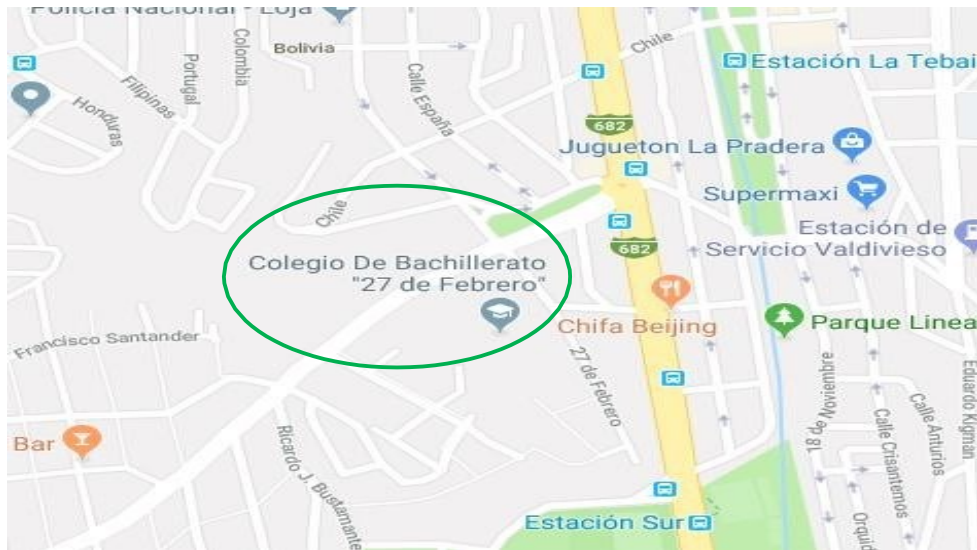 Policía Nacional - Loja
Bolivia
Chile
Estación La Tebai
Portugal
Colombia
Filipinas
Honduras
Calle España
682
Jugueton La Pradera
Supermaxi
Chile
Estación de
Servicio Valdivieso
682
Colegio De Bachillerato
"27 de Febrero"
Chifa Beijing
Parque Linea
Francisco Santander
27 de Febrero
18 de Noviembre
Calle Crisantemos
Calle Anturios
Eduardo Kigman
Bar
Ricardo J. Bustamante
Estación Sur
Orquid